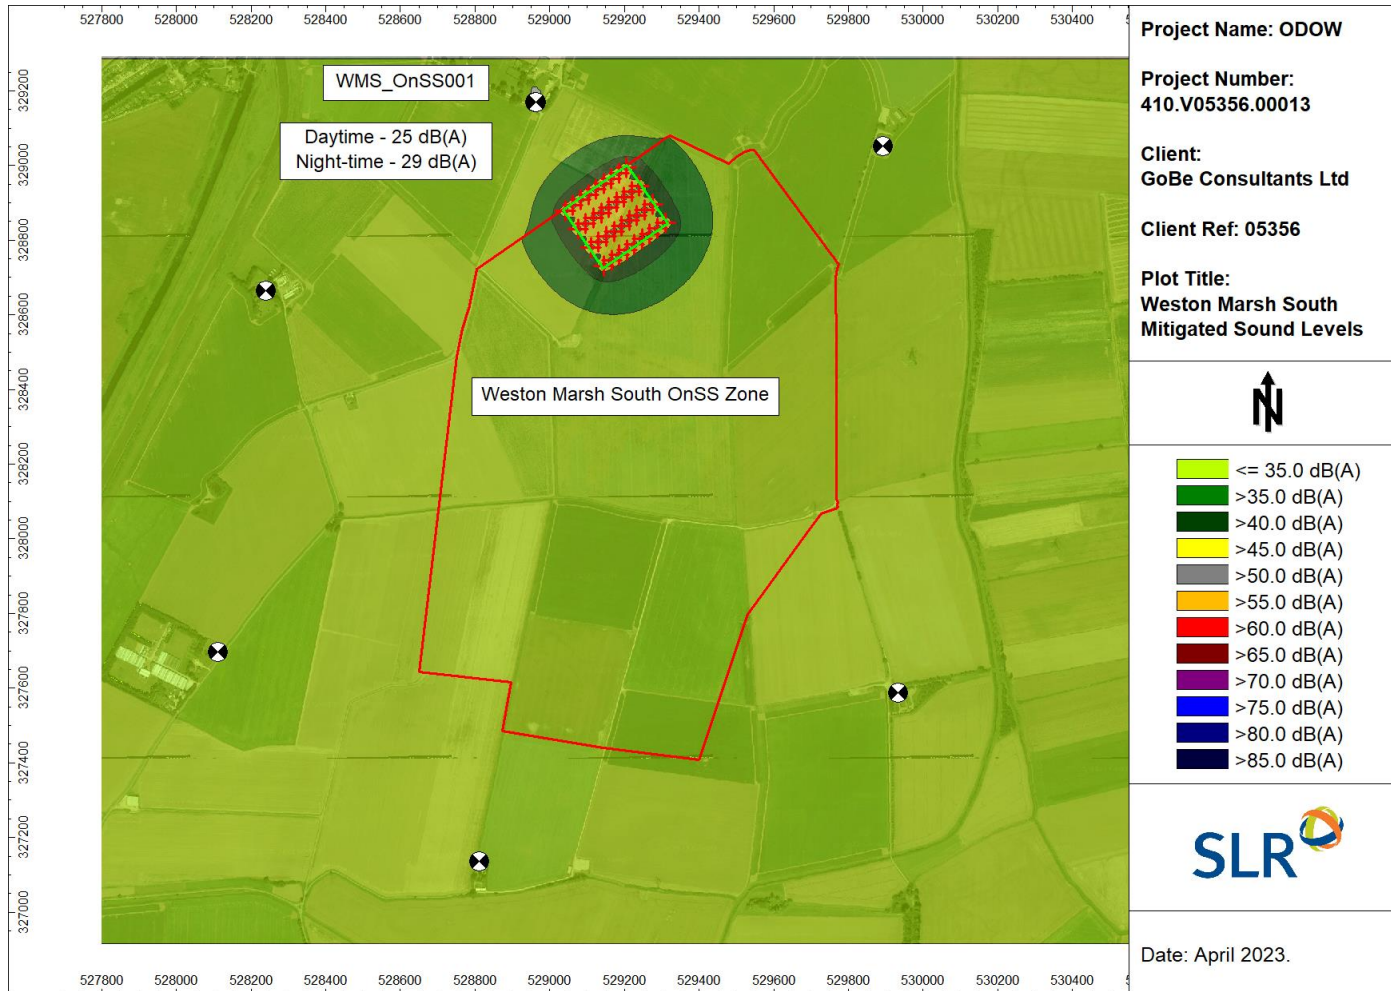 527800 528000 528200 528400 528600 528800 529000 529200 529400 529600 529800 530000 530200 530400
329200
329000
328800
328600
328400
328200
328000
327800
327600
327400
327200
327000
WMS_OnSS001
Daytime - 25 dB(A)
Night-time - 29 dB(A)
Weston Marsh South OnSS Zone
527800 528000 528200 528400 528600 528800 529000 529200 529400 529600 529800 530000 530200 530400
Project Name: ODOW
Project Number:
410.V05356.00013
Client:
GoBe Consultants Ltd
Client Ref: 05356
Plot Title:
Weston Marsh South
Mitigated Sound Levels
N
<= 35.0 dB(A)
>35.0 dB(A)
>40.0 dB(A)
>45.0 dB(A)
>50.0 dB(A)
>55.0 dB(A)
>60.0 dB(A)
>65.0 dB(A)
>70.0 dB(A)
>75.0 dB(A)
>80.0 dB(A)
>85.0 dB(A)
SLR
Date: April 2023.